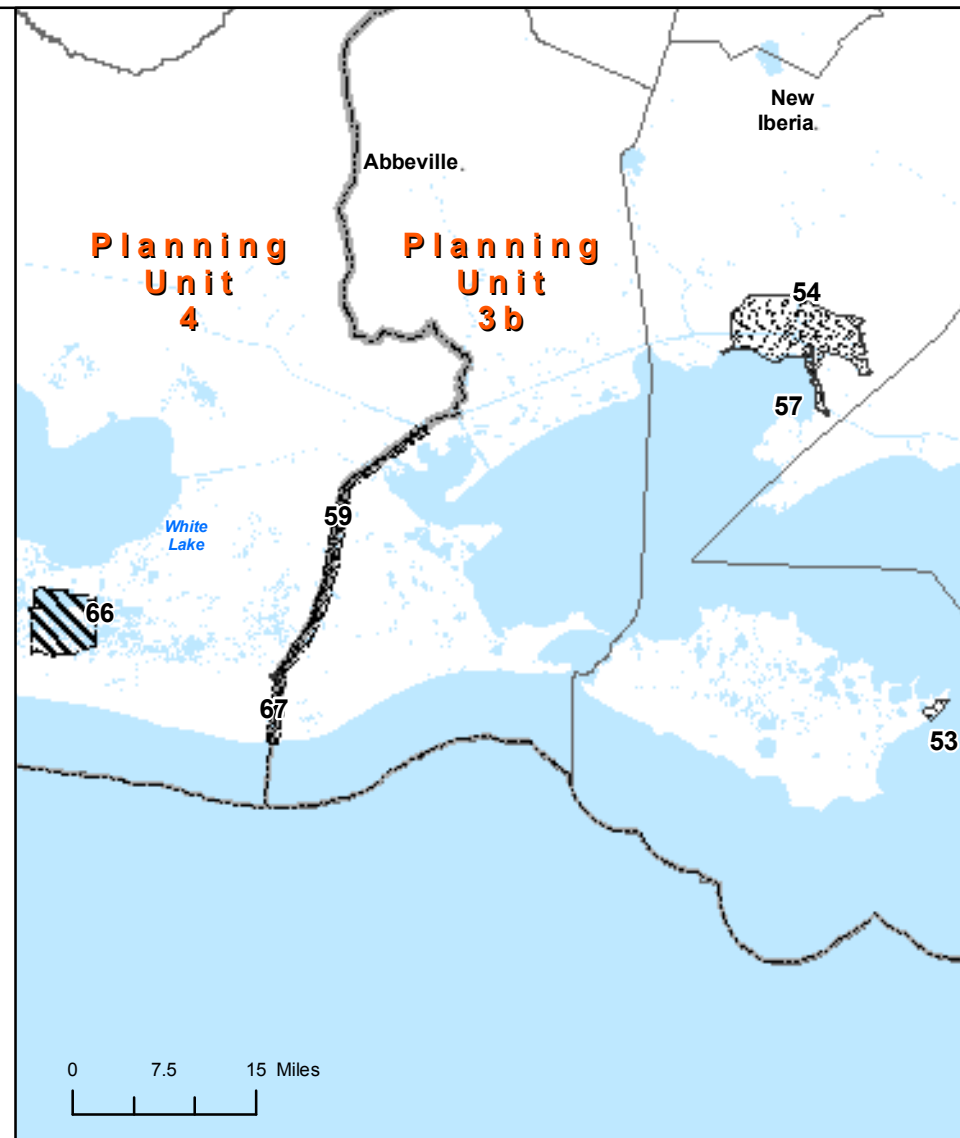 New
Iberia
Abbeville
Planning
Unit
4
Planning
Unit
3b
54
57
59
White
Lake
66
67
53
0 7.5 15 Miles